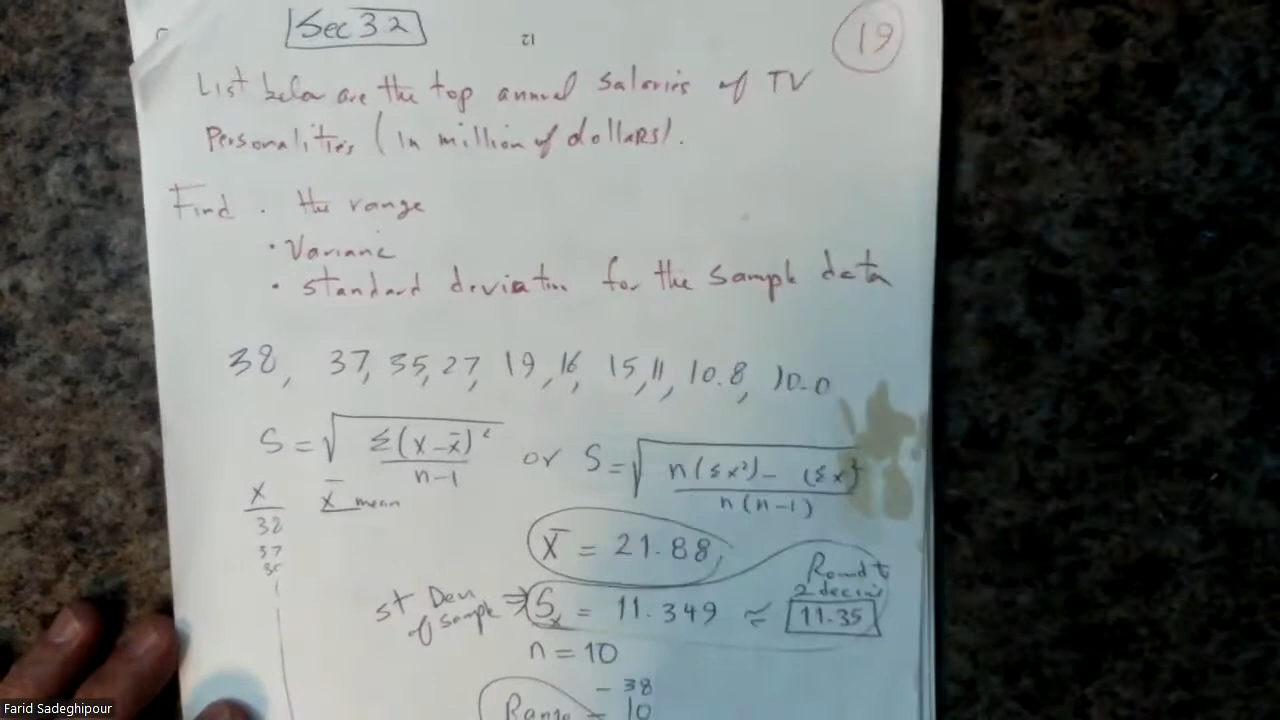 Sec 3 2
12
19
List below are the top annual salaries of TV
Personalities (In million of dollars).
Find . the range
. Variance
. standard deviation for the sample data
38, 37, 35, 27, 19, 16, 15, 11, 10.8, 10.0
S = √ Σ(x-x̄)² / n-1 or S = √ n(Σx²) - (Σx)² / n(n-1)
x x̄ mean
38
37
35
x̄ = 21.88
Round to
2 decim
st Dev of sample ⇒ Sx = 11.349 ≈ 11.35
n = 10
- 38
Range = 10
Farid Sadeghipour